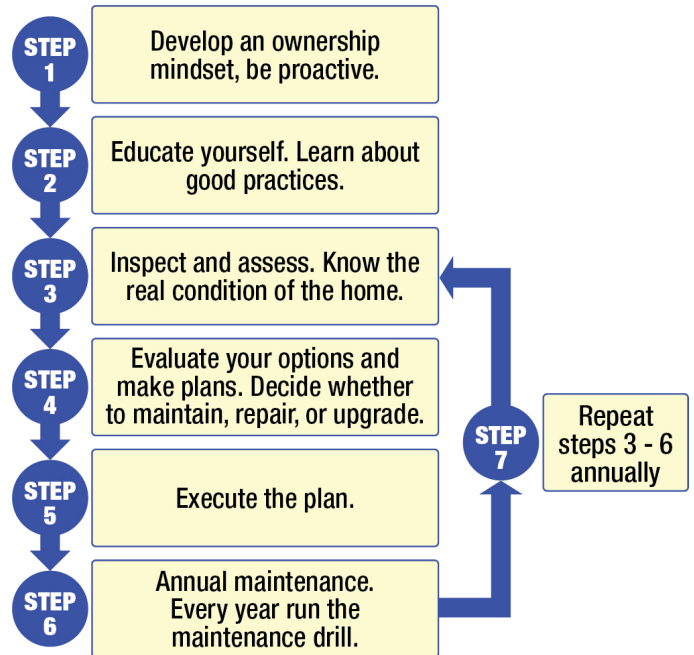 STEP
1
Develop an ownership
mindset, be proactive.
STEP
2
Educate yourself. Learn about
good practices.
STEP
3
Inspect and assess. Know the
real condition of the home.
STEP
4
Evaluate your options and
make plans. Decide whether
to maintain, repair, or upgrade.
STEP
5
Execute the plan.
STEP
6
Annual maintenance.
Every year run the
maintenance drill.
STEP
7
Repeat
steps 3 - 6
annually